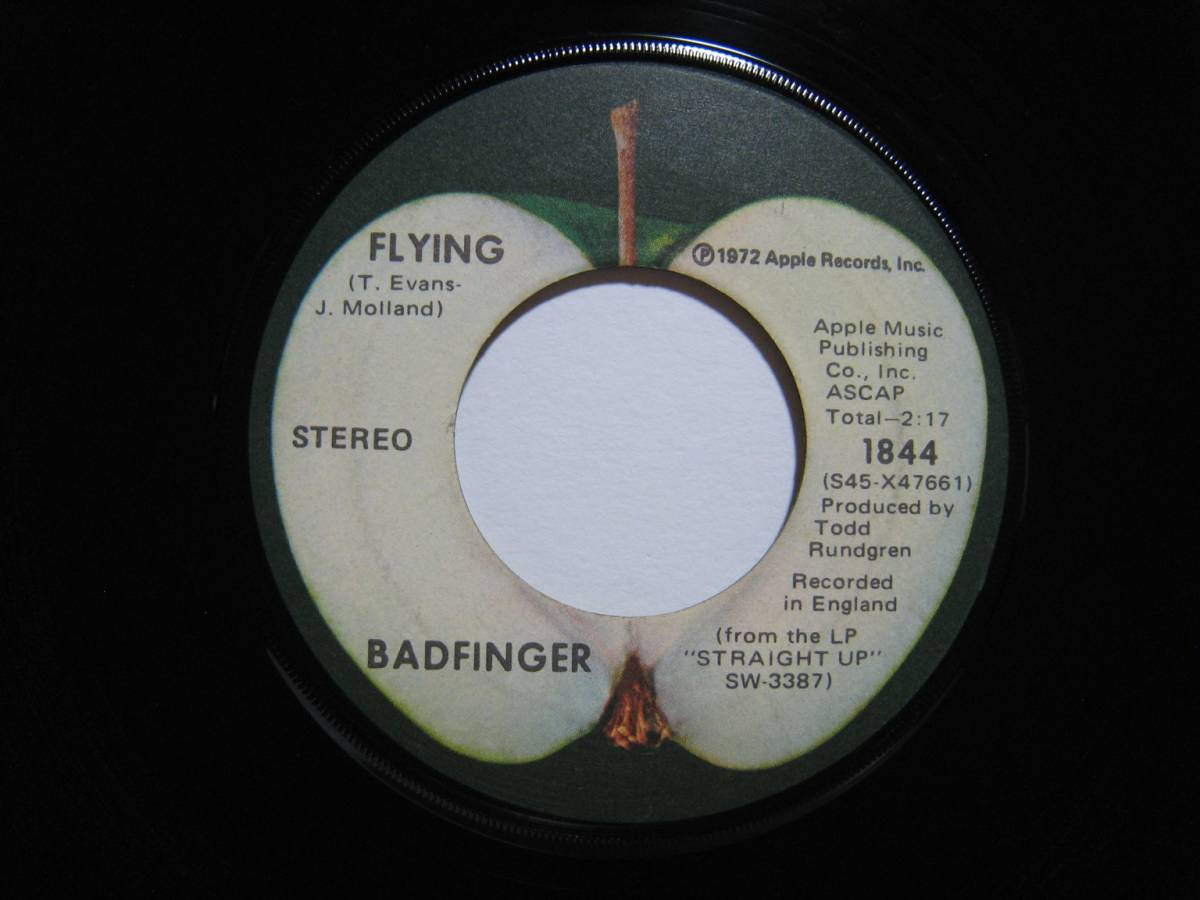 FLYING
(T. Evans-
J. Molland)
STEREO
BADFINGER
℗1972 Apple Records, Inc.
Apple Music
Publishing
Co., Inc.
ASCAP
Total—2:17
1844
(S45-X47661)
Produced by
Todd
Rundgren
Recorded
in England
(from the LP
"STRAIGHT UP"
SW-3387)